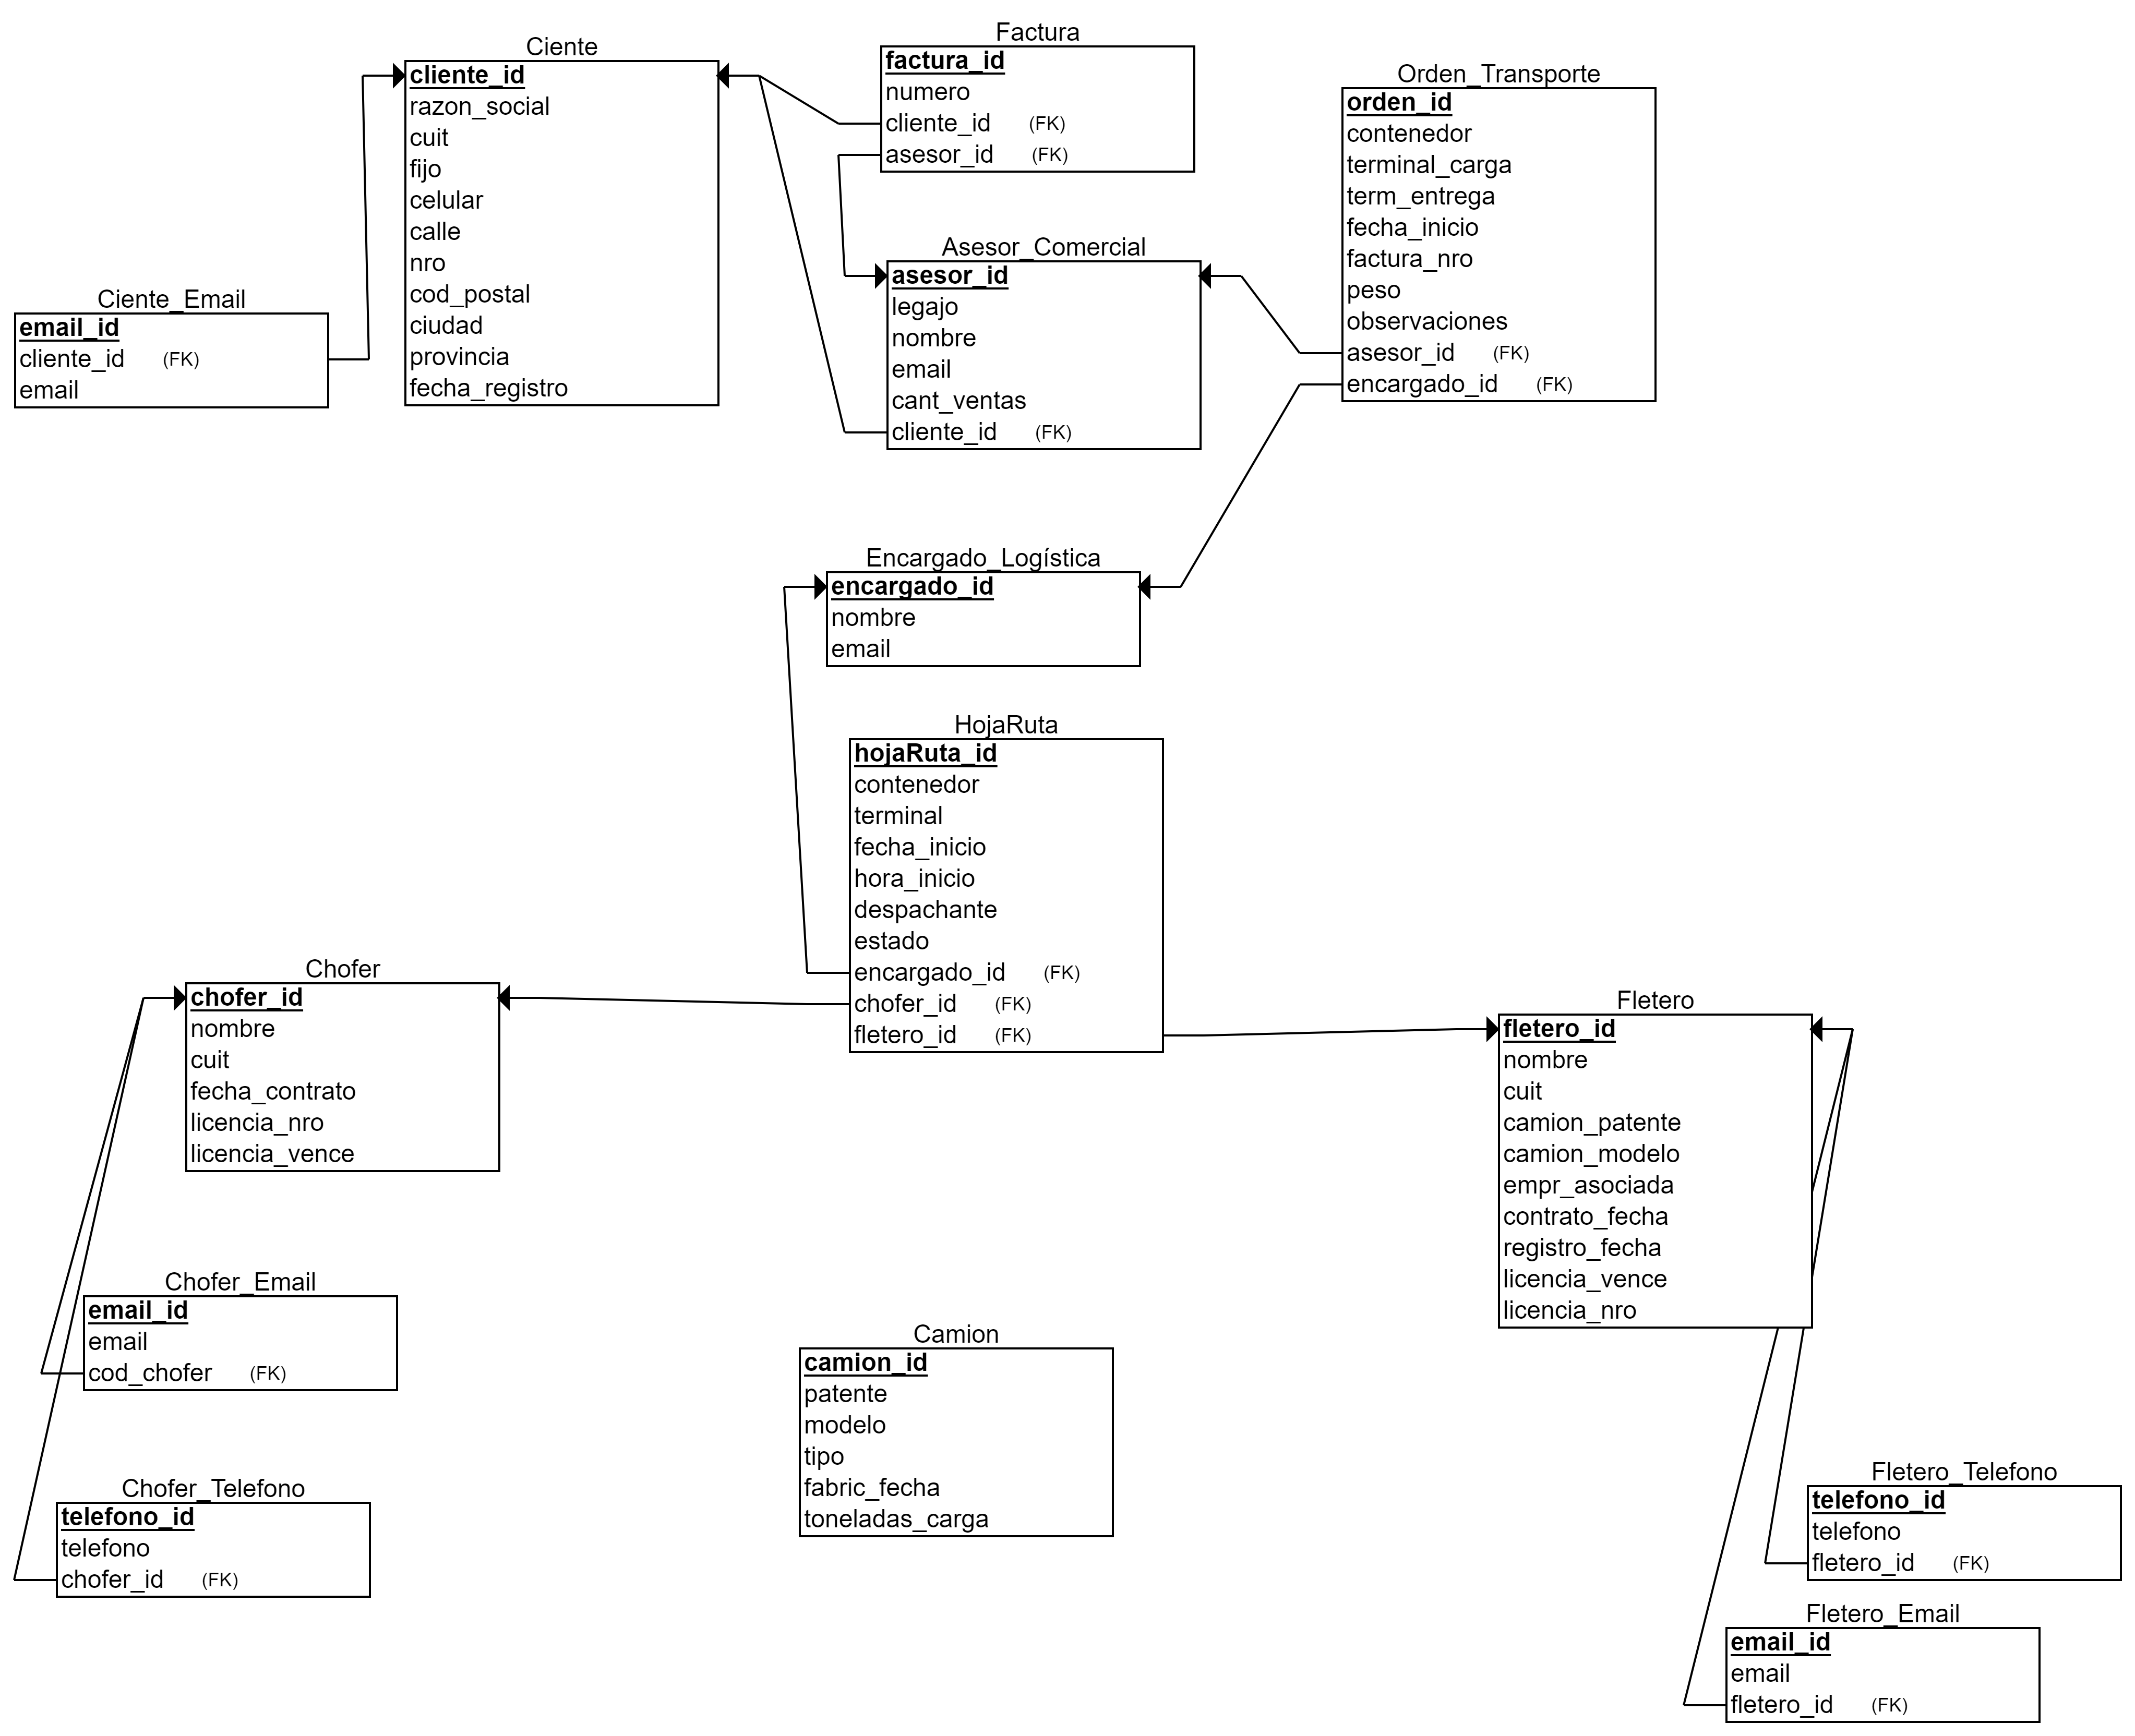 Ciente
cliente_id
razon_social
cuit
fijo
celular
calle
nro
cod_postal
ciudad
provincia
fecha_registro
Factura
factura_id
numero
cliente_id (FK)
asesor_id (FK)
Orden_Transporte
orden_id
contenedor
terminal_carga
term_entrega
fecha_inicio
factura_nro
peso
observaciones
asesor_id (FK)
encargado_id (FK)
Asesor_Comercial
asesor_id
legajo
nombre
email
cant_ventas
cliente_id (FK)
Ciente_Email
email_id
cliente_id (FK)
email
Encargado_Logística
encargado_id
nombre
email
HojaRuta
hojaRuta_id
contenedor
terminal
fecha_inicio
hora_inicio
despachante
estado
encargado_id (FK)
chofer_id (FK)
fletero_id (FK)
Chofer
chofer_id
nombre
cuit
fecha_contrato
licencia_nro
licencia_vence
Fletero
fletero_id
nombre
cuit
camion_patente
camion_modelo
empr_asociada
contrato_fecha
registro_fecha
licencia_vence
licencia_nro
Chofer_Email
email_id
email
cod_chofer (FK)
Camion
camion_id
patente
modelo
tipo
fabric_fecha
toneladas_carga
Chofer_Telefono
telefono_id
telefono
chofer_id (FK)
Fletero_Telefono
telefono_id
telefono
fletero_id (FK)
Fletero_Email
email_id
email
fletero_id (FK)